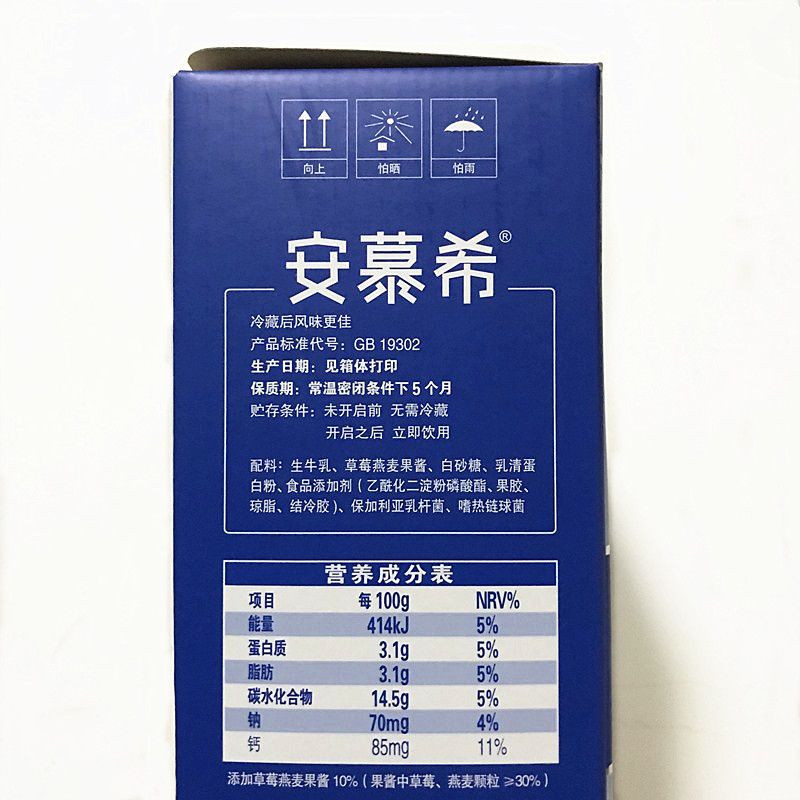 向上 怕晒 怕雨
安慕希®
冷藏后风味更佳
产品标准代号：GB 19302
生产日期：见箱体打印
保质期：常温密闭条件下5个月
贮存条件：未开启前 无需冷藏
开启之后 立即饮用
配料：生牛乳、草莓燕麦果酱、白砂糖、乳清蛋
白粉、食品添加剂（乙酰化二淀粉磷酸酯、果胶、
琼脂、结冷胶）、保加利亚乳杆菌、嗜热链球菌
营养成分表
项目 每100g NRV%
能量 414kJ 5%
蛋白质 3.1g 5%
脂肪 3.1g 5%
碳水化合物 14.5g 5%
钠 70mg 4%
钙 85mg 11%
添加草莓燕麦果酱10%（果酱中草莓、燕麦颗粒≥30%）